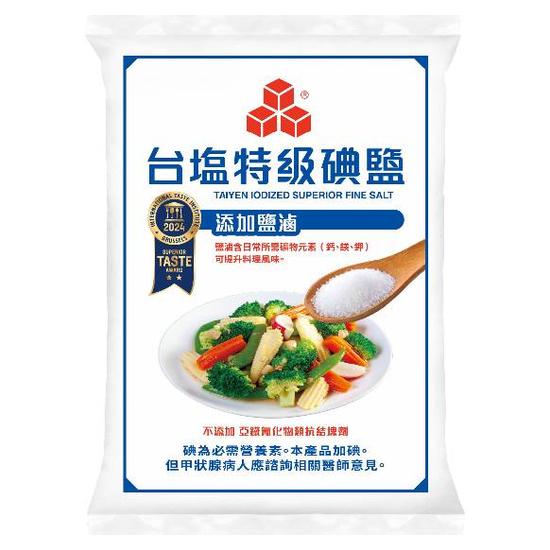 ®
台塩特級碘鹽
TAIYEN IODIZED SUPERIOR FINE SALT
INTERNATIONAL TASTE INSTITUTE
2024
BRUSSELS
SUPERIOR
TASTE
AWARD
添加鹽滷
鹽滷含日常所需礦物元素(鈣、鎂、鉀)
可提升料理風味。
不添加 亞鐵氰化物類抗結塊劑
碘為必需營養素。本產品加碘。
但甲狀腺病人應諮詢相關醫師意見。